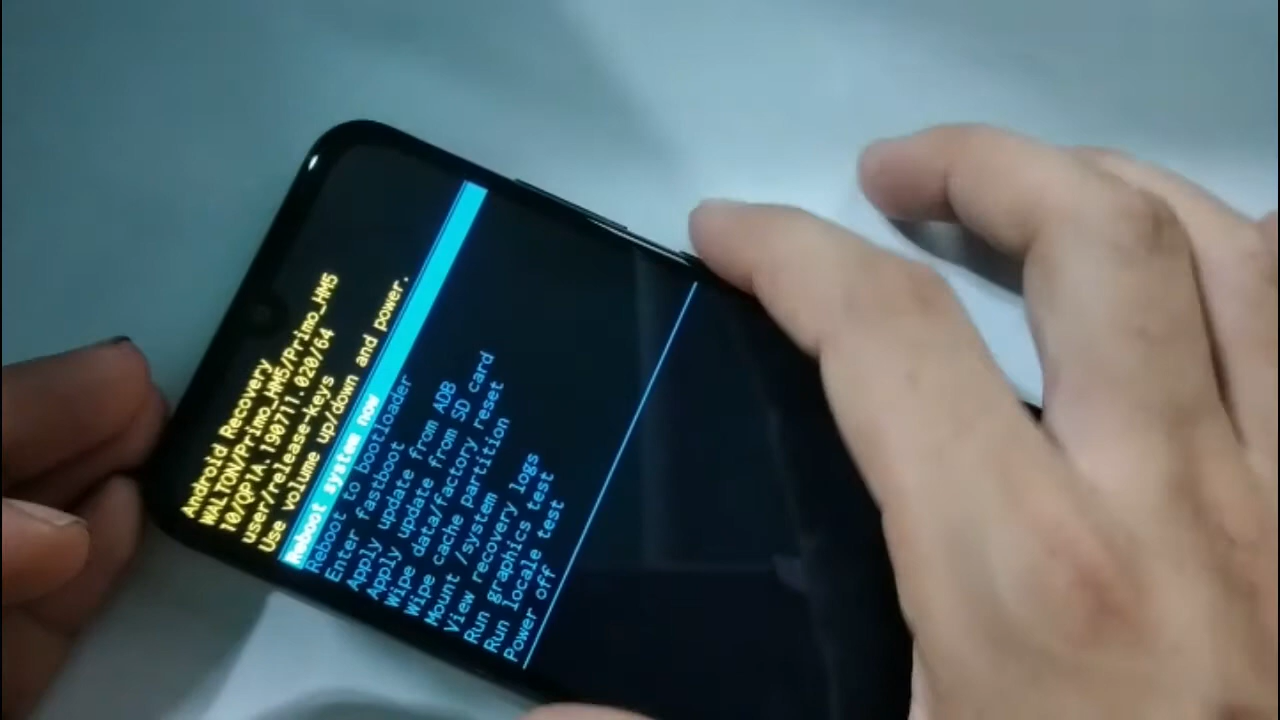 Android Recovery
WALTON/Primo_HM5/Primo_HM5
10/QP1A.190711.020/64
user/release-keys
Use volume up/down and power.
Reboot system now
Reboot to bootloader
Enter fastboot
Apply update from ADB
Apply update from SD card
Wipe data/factory reset
Wipe cache partition
Mount /system
View recovery logs
Run graphics test
Run locale test
Power off